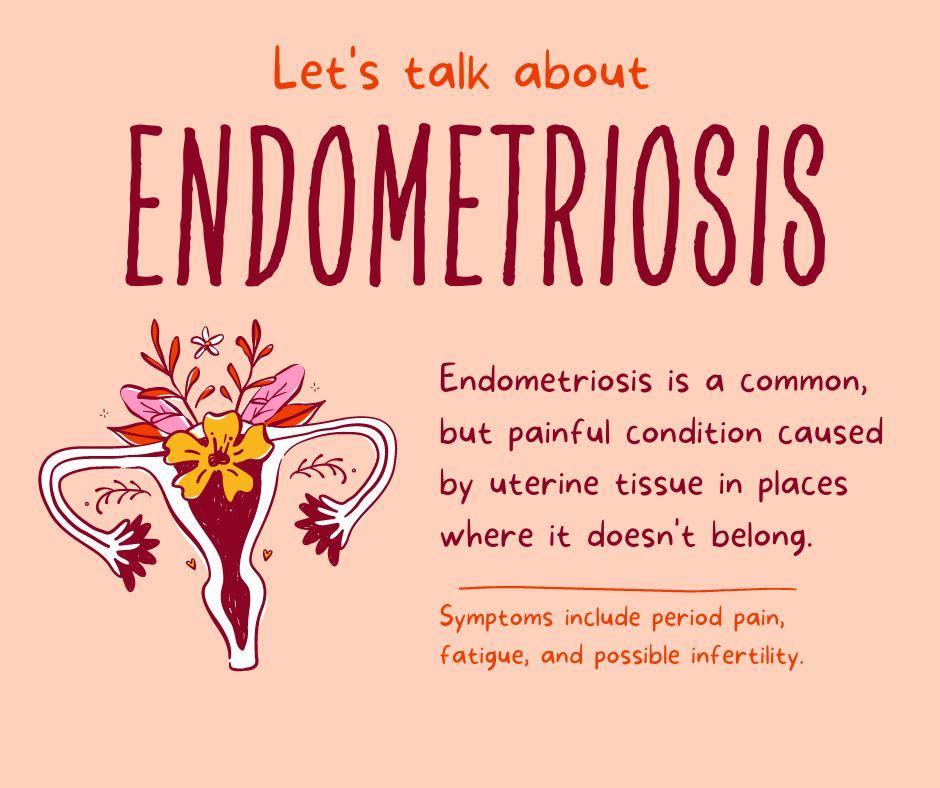 Let's talk about
ENDOMETRIOSIS
Endometriosis is a common,
but painful condition caused
by uterine tissue in places
where it doesn't belong.
Symptoms include period pain,
fatigue, and possible infertility.